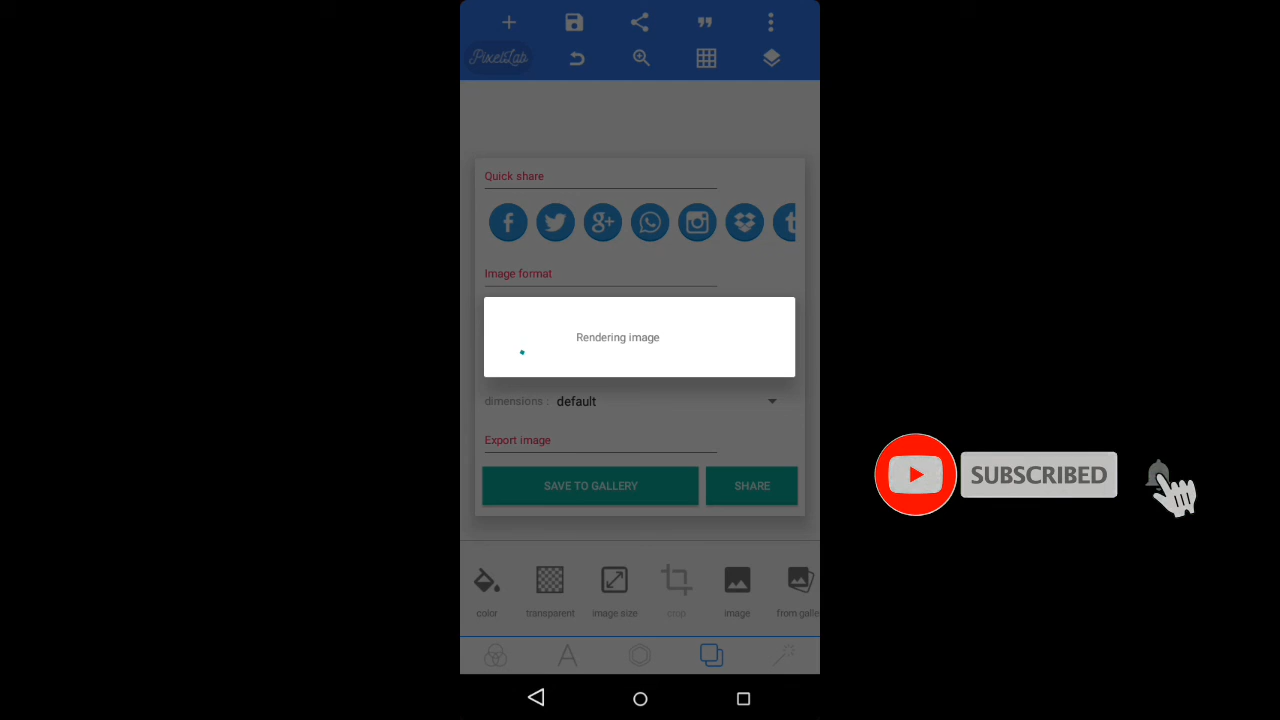 PixelLab
Quick share
Image format
Rendering image
dimensions : default
Export image
SAVE TO GALLERY
SHARE
color
transparent
image size
crop
image
from galle
SUBSCRIBED